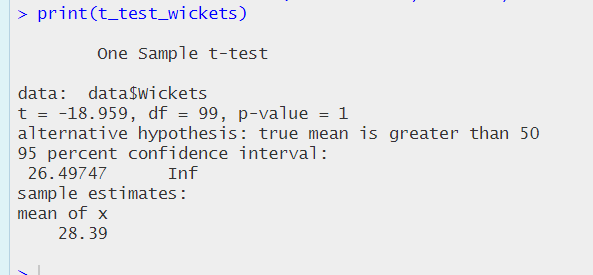 > print(t_test_wickets)
One Sample t-test
data:  data$Wickets
t = -18.959, df = 99, p-value = 1
alternative hypothesis: true mean is greater than 50
95 percent confidence interval:
26.49747      Inf
sample estimates:
mean of x
28.39
>